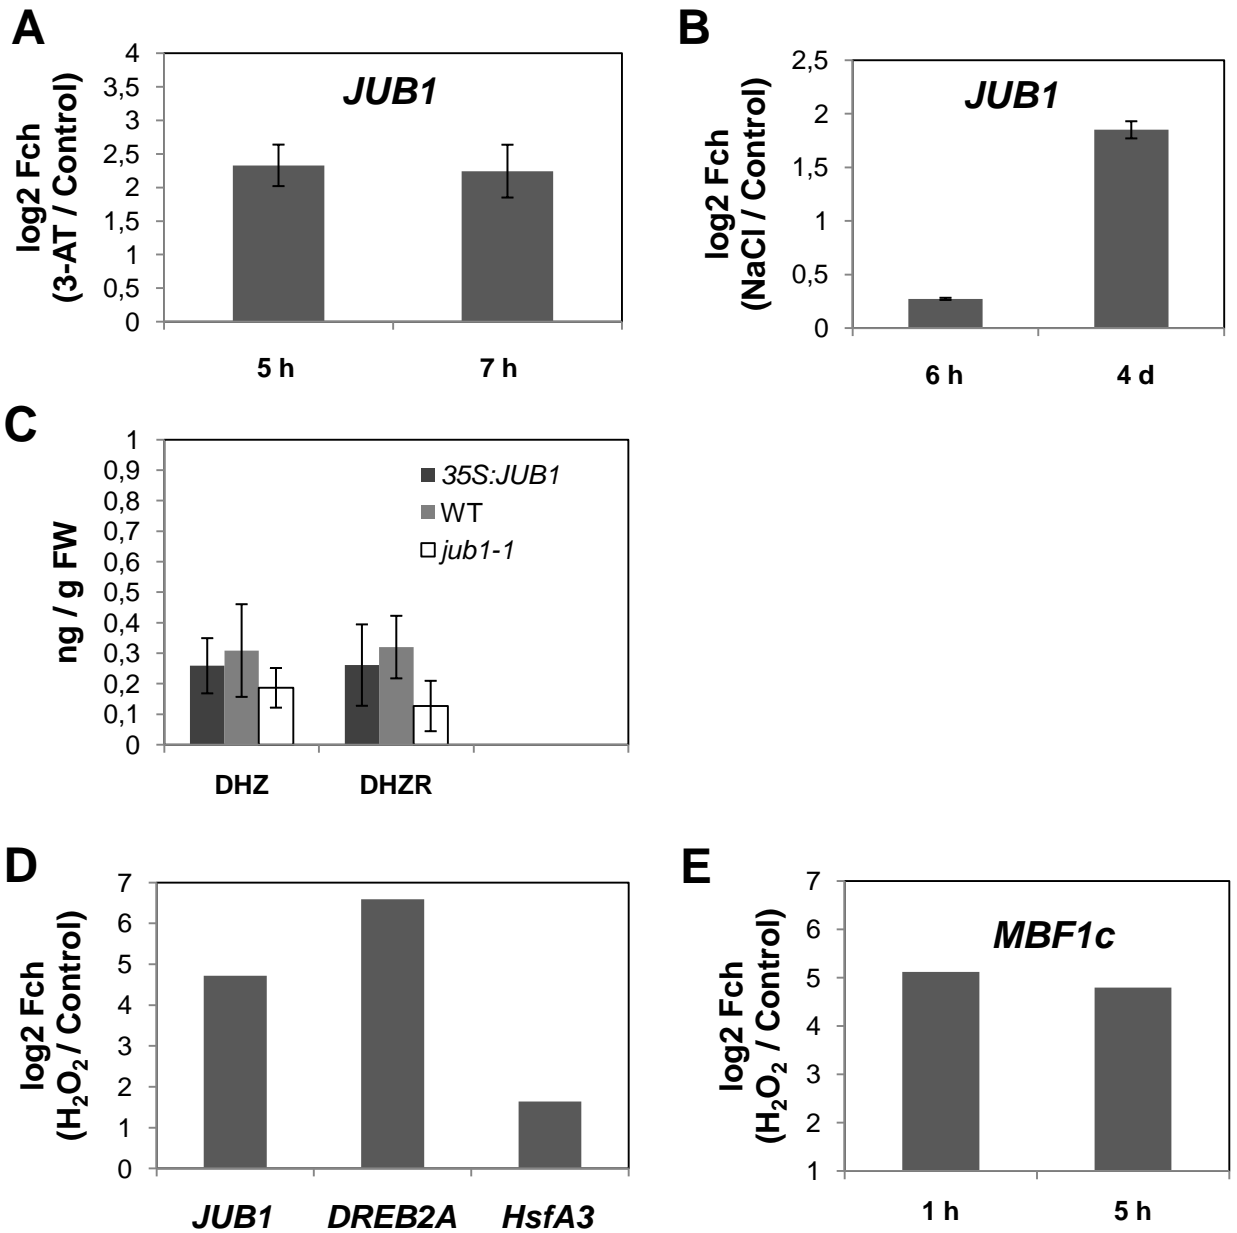 A
log2 Fch
(3-AT / Control)
4
3,5
3
2,5
2
1,5
1
0,5
0
JUB1
5 h
7 h
B
log2 Fch
(NaCl / Control)
2,5
2
1,5
1
0,5
0
JUB1
6 h
4 d
C
ng / g FW
1
0,9
0,8
0,7
0,6
0,5
0,4
0,3
0,2
0,1
0
35S:JUB1
WT
jub1-1
DHZ
DHZR
D
log2 Fch
(H₂O₂ / Control)
7
6
5
4
3
2
1
0
JUB1
DREB2A
HsfA3
E
log2 Fch
(H₂O₂ / Control)
7
6
5
4
3
2
1
MBF1c
1 h
5 h